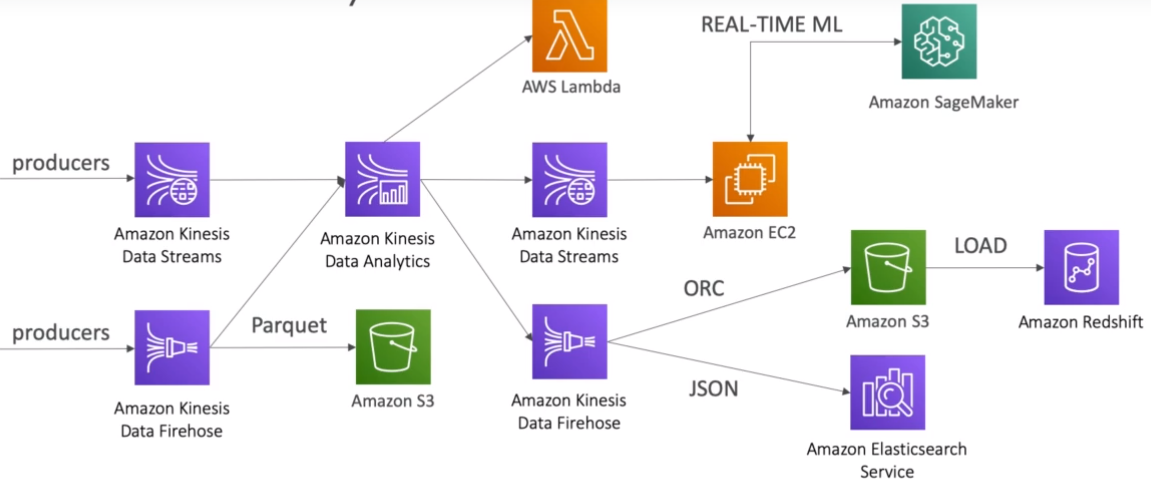 REAL-TIME ML
AWS Lambda
Amazon SageMaker
producers
Amazon Kinesis
Data Streams
Amazon Kinesis
Data Analytics
Amazon Kinesis
Data Streams
Amazon EC2
ORC
LOAD
Amazon S3
Amazon Redshift
producers
Parquet
Amazon Kinesis
Data Firehose
Amazon S3
Amazon Kinesis
Data Firehose
JSON
Amazon Elasticsearch
Service